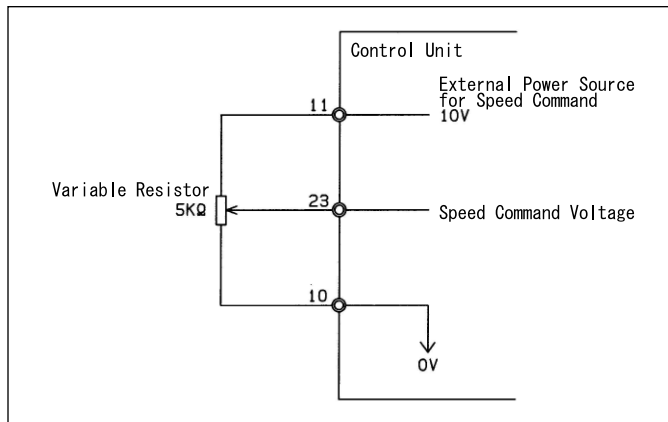 Control Unit
External Power Source
for Speed Command
10V
11
Variable Resistor
5KΩ
23
Speed Command Voltage
10
0V